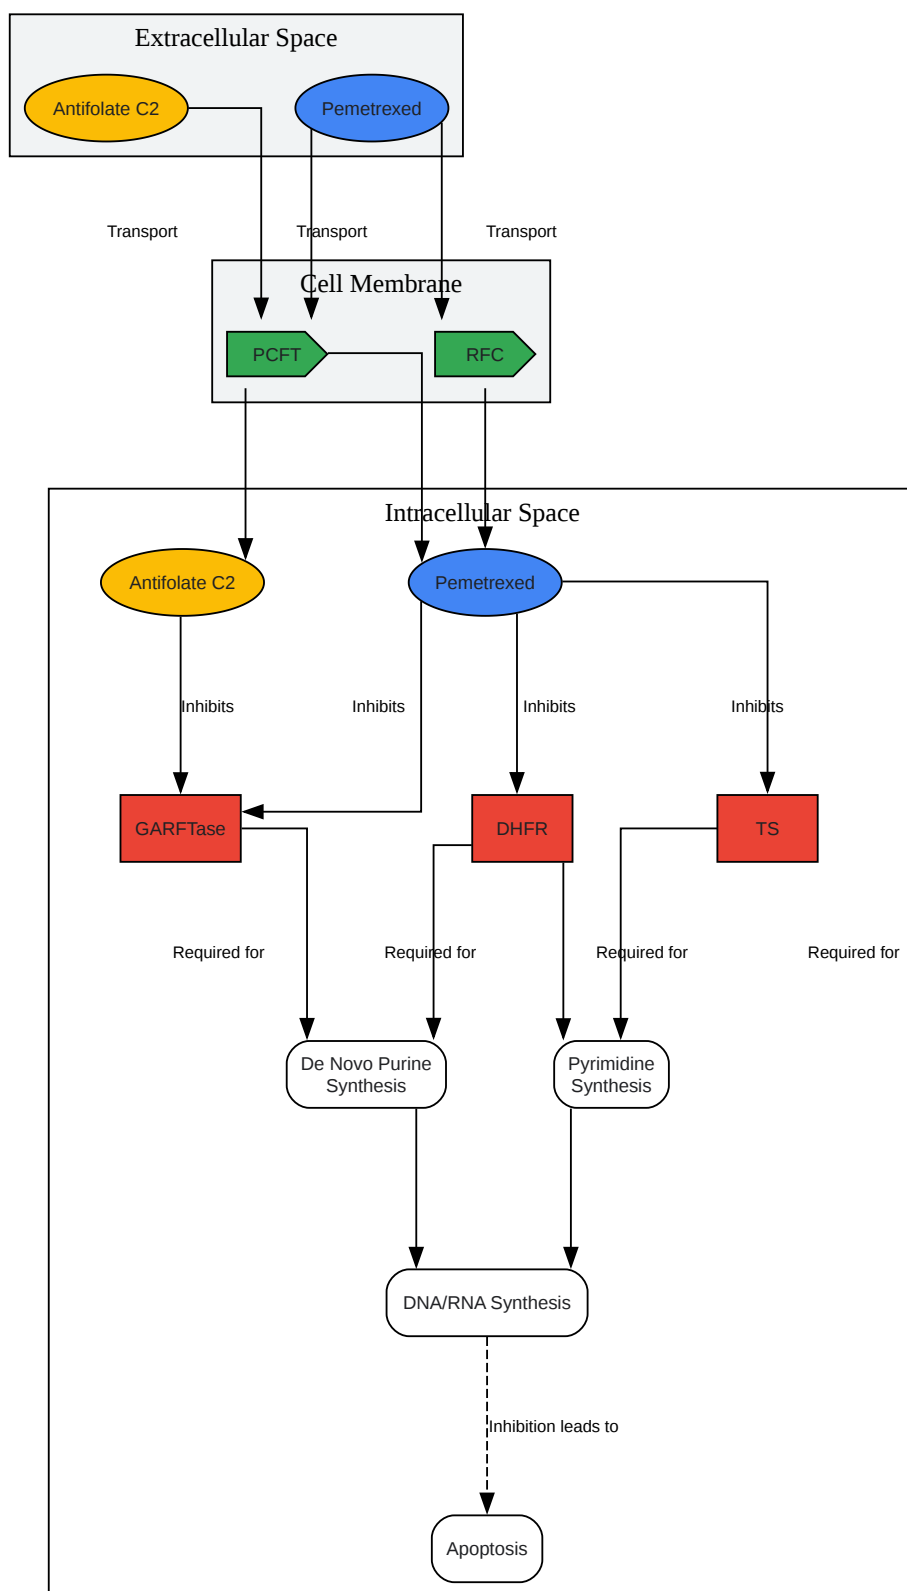 Extracellular Space
Antifolate C2
Pemetrexed
Transport
Transport
Transport
Cell Membrane
PCFT
RFC
Intracellular Space
Antifolate C2
Pemetrexed
Inhibits
Inhibits
Inhibits
Inhibits
GARFTase
DHFR
TS
Required for
Required for
Required for
Required for
De Novo Purine
Synthesis
Pyrimidine
Synthesis
DNA/RNA Synthesis
Inhibition leads to
Apoptosis